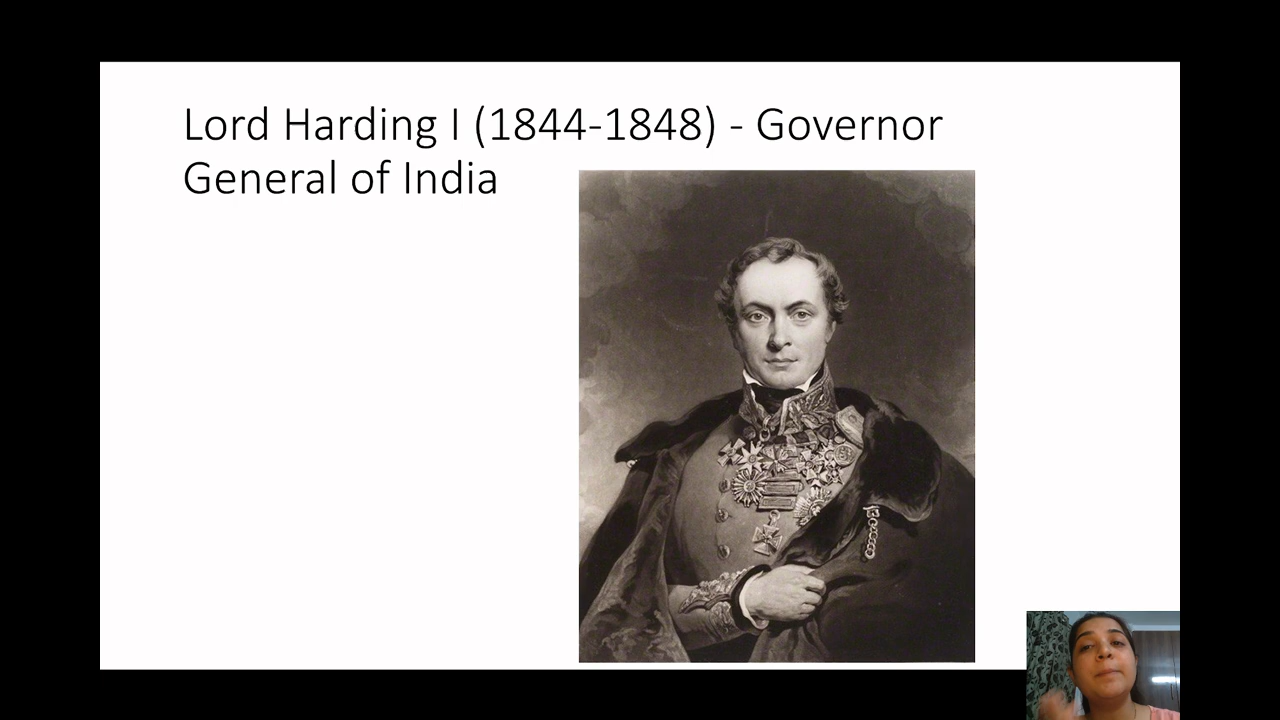 Lord Harding I (1844-1848) - Governor
General of India